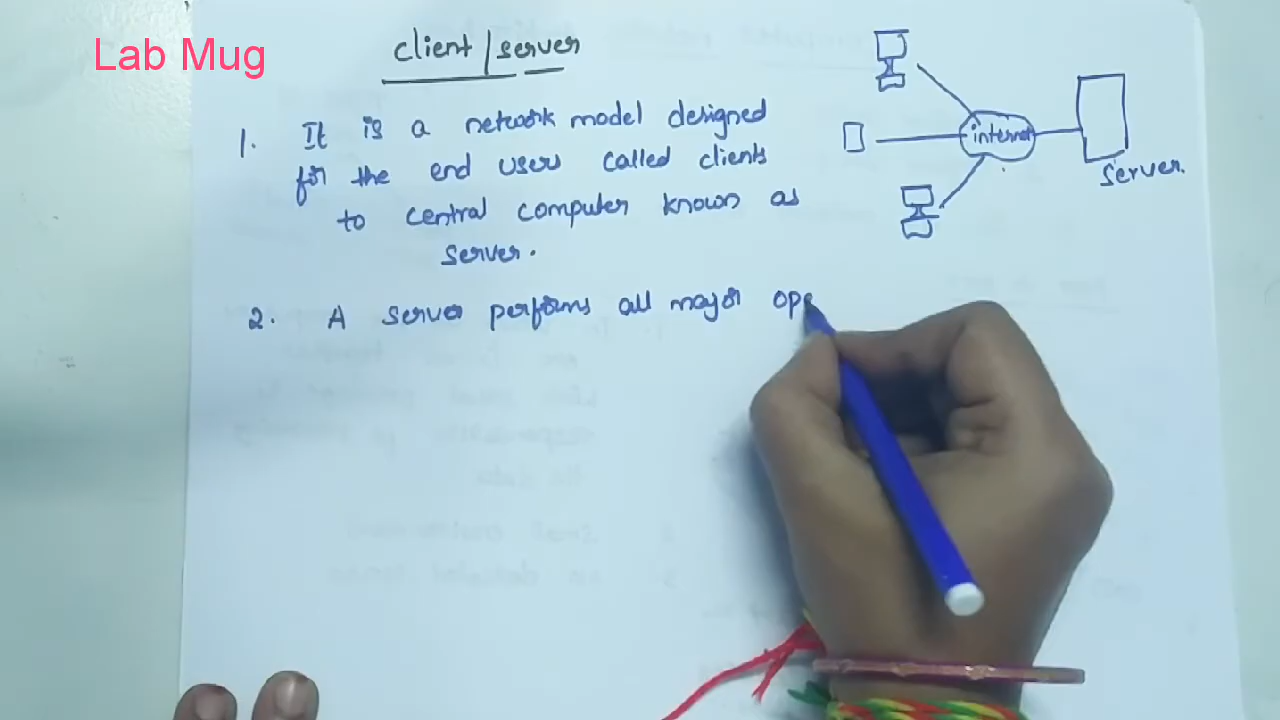 Lab Mug
client/server
1. It is a network model designed
for the end users called clients
to central computer known as
server.
2. A server performs all major ope
internet
server.